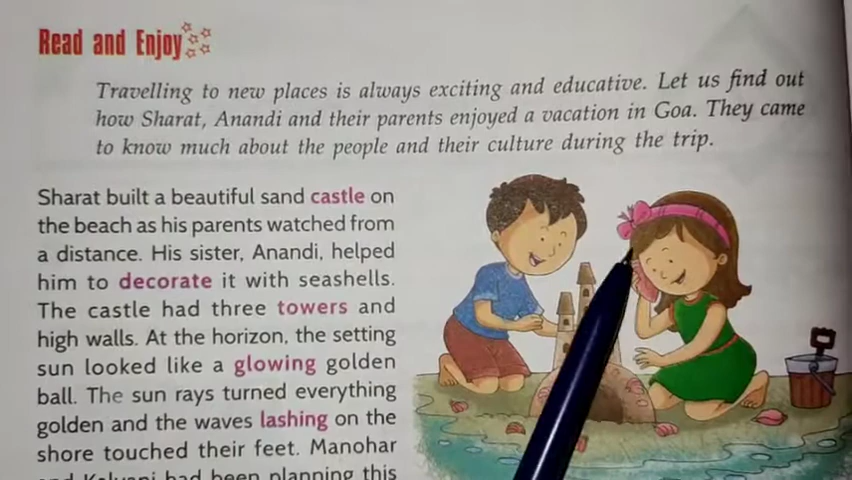 Read and Enjoy
Travelling to new places is always exciting and educative. Let us find out
how Sharat, Anandi and their parents enjoyed a vacation in Goa. They came
to know much about the people and their culture during the trip.
Sharat built a beautiful sand castle on
the beach as his parents watched from
a distance. His sister, Anandi, helped
him to decorate it with seashells.
The castle had three towers and
high walls. At the horizon, the setting
sun looked like a glowing golden
ball. The sun rays turned everything
golden and the waves lashing on the
shore touched their feet. Manohar
and Kalyani had been planning this